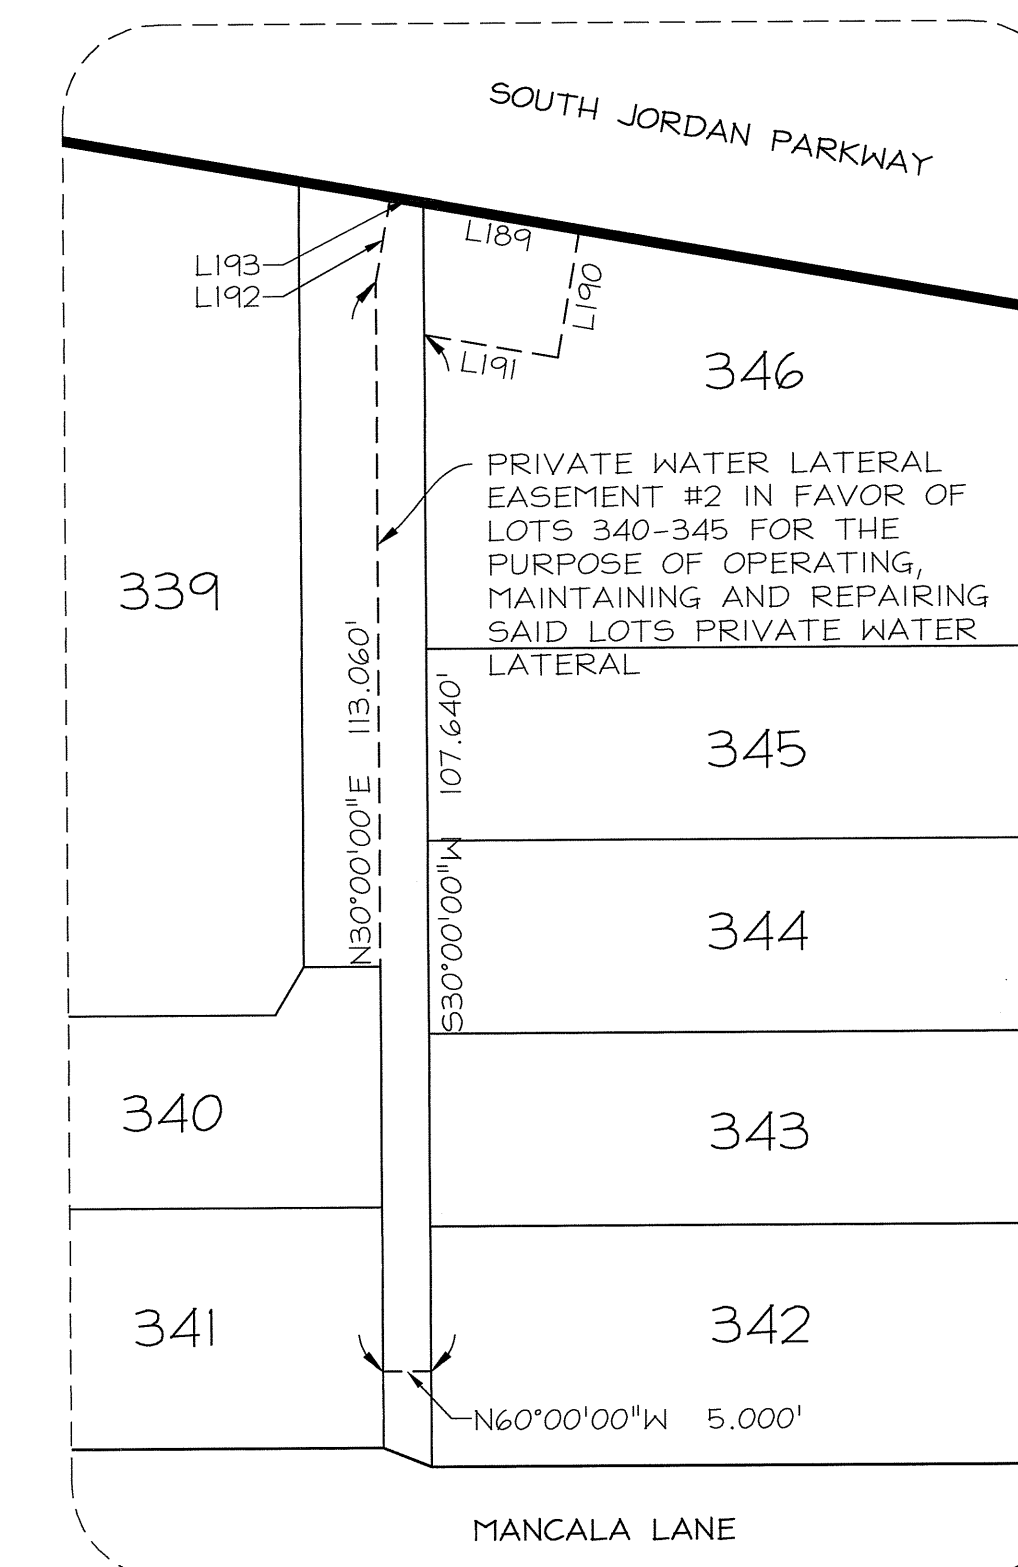 SOUTH JORDAN PARKWAY
L189
L193
L192
L190
L191
346
PRIVATE WATER LATERAL
EASEMENT #2 IN FAVOR OF
LOTS 340-345 FOR THE
PURPOSE OF OPERATING,
MAINTAINING AND REPAIRING
SAID LOTS PRIVATE WATER
LATERAL
339
N30°00'00"E 113.060'
S30°00'00"W 107.640'
345
344
340
343
341
342
N60°00'00"W 5.000'
MANCALA LANE